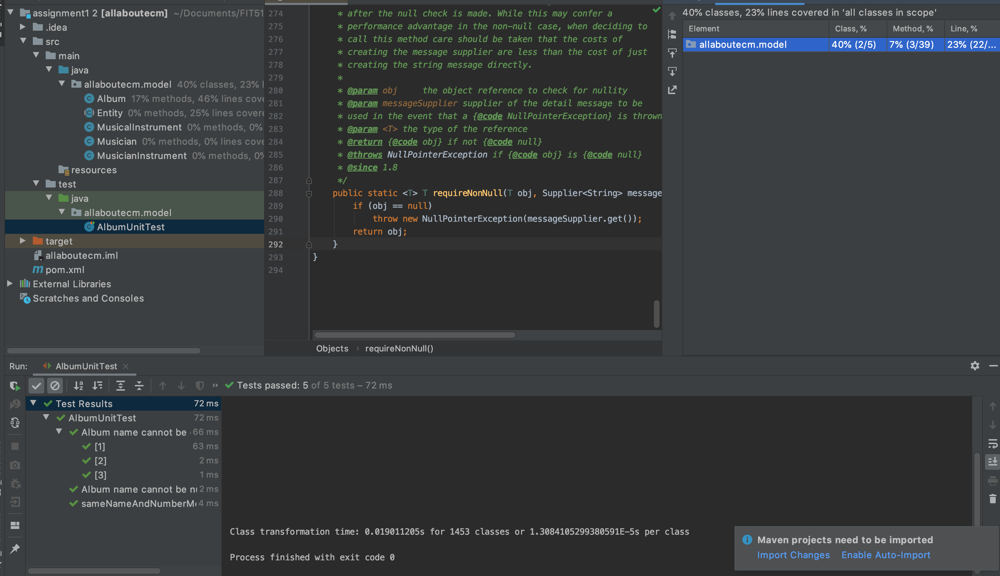 assignment1 2 [allaboutecm] ~/Documents/FIT51
.idea
src
main
java
allaboutecm.model 40% classes, 23% l
Album 17% methods, 46% lines cove
Entity 0% methods, 25% lines covere
MusicalInstrument 0% methods, 0%
Musician 0% methods, 0% lines cove
MusicianInstrument 0% methods, 0%
resources
test
java
allaboutecm.model
AlbumUnitTest
target
allaboutecm.iml
pom.xml
External Libraries
Scratches and Consoles
274 * after the null check is made. While this may confer a
275 * performance advantage in the non-null case, when deciding to
276 * call this method care should be taken that the costs of
277 * creating the message supplier are less than the cost of just
278 * creating the string message directly.
279 *
280 * @param obj     the object reference to check for nullity
281 * @param messageSupplier supplier of the detail message to be
282 * used in the event that a {@code NullPointerException} is thrown
283 * @param <T> the type of the reference
284 * @return {@code obj} if not {@code null}
285 * @throws NullPointerException if {@code obj} is {@code null}
286 * @since 1.8
287 */
288 public static <T> T requireNonNull(T obj, Supplier<String> message
289 if (obj == null)
290 throw new NullPointerException(messageSupplier.get());
291 return obj;
292 }
293 }
294
Objects › requireNonNull()
40% classes, 23% lines covered in 'all classes in scope'
Element Class, % Method, % Line, %
allaboutecm.model 40% (2/5) 7% (3/39) 23% (22/...
Run: AlbumUnitTest
Tests passed: 5 of 5 tests – 72 ms
Test Results 72 ms
AlbumUnitTest 72 ms
Album name cannot be 66 ms
[1] 63 ms
[2] 2 ms
[3] 1 ms
Album name cannot be nu 2 ms
sameNameAndNumberMe 4 ms
Class transformation time: 0.019011205s for 1453 classes or 1.3084105299380591E-5s per class
Process finished with exit code 0
Maven projects need to be imported
Import Changes Enable Auto-Import